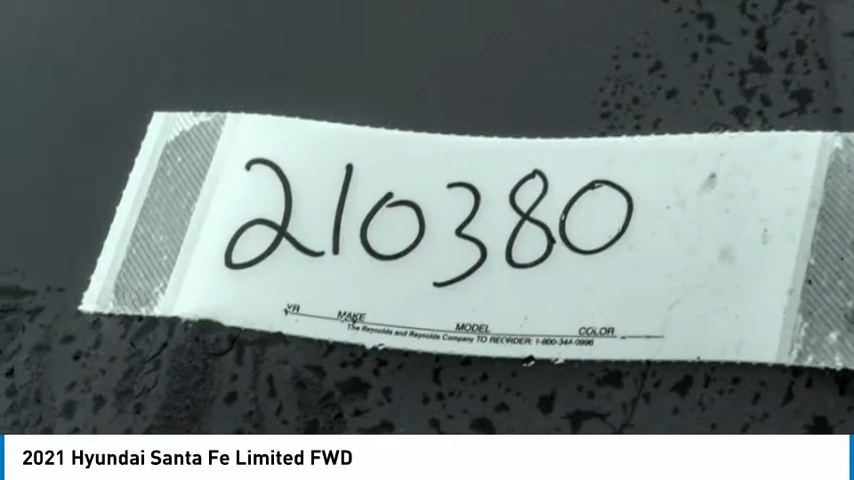 210380
YR MAKE MODEL COLOR
The Reynolds and Reynolds Company TO REORDER: 1-800-344-0996
2021 Hyundai Santa Fe Limited FWD